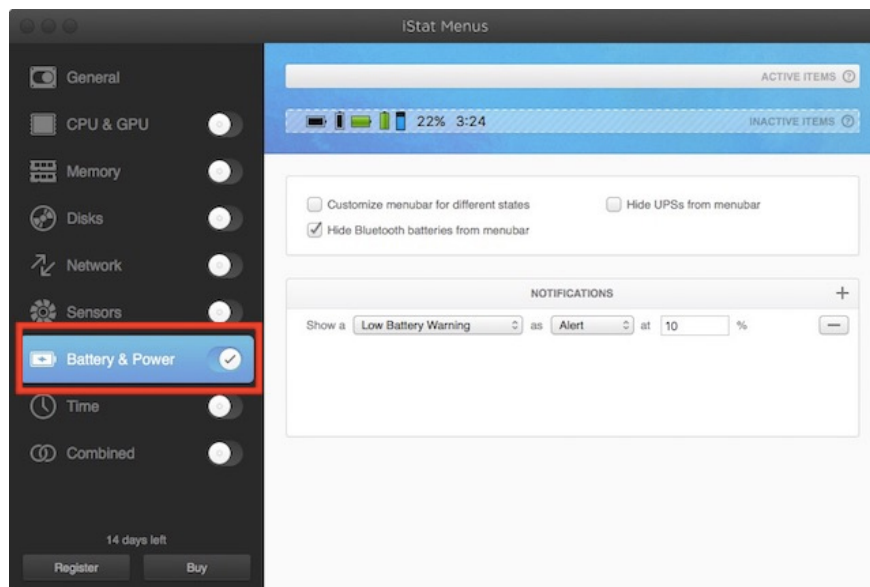 iStat Menus
General
CPU & GPU
Memory
Disks
Network
Sensors
Battery & Power
Time
Combined
14 days left
Register
Buy
ACTIVE ITEMS ?
22% 3:24
INACTIVE ITEMS ?
Customize menubar for different states
Hide UPSs from menubar
Hide Bluetooth batteries from menubar
NOTIFICATIONS +
Show a Low Battery Warning as Alert at 10 %